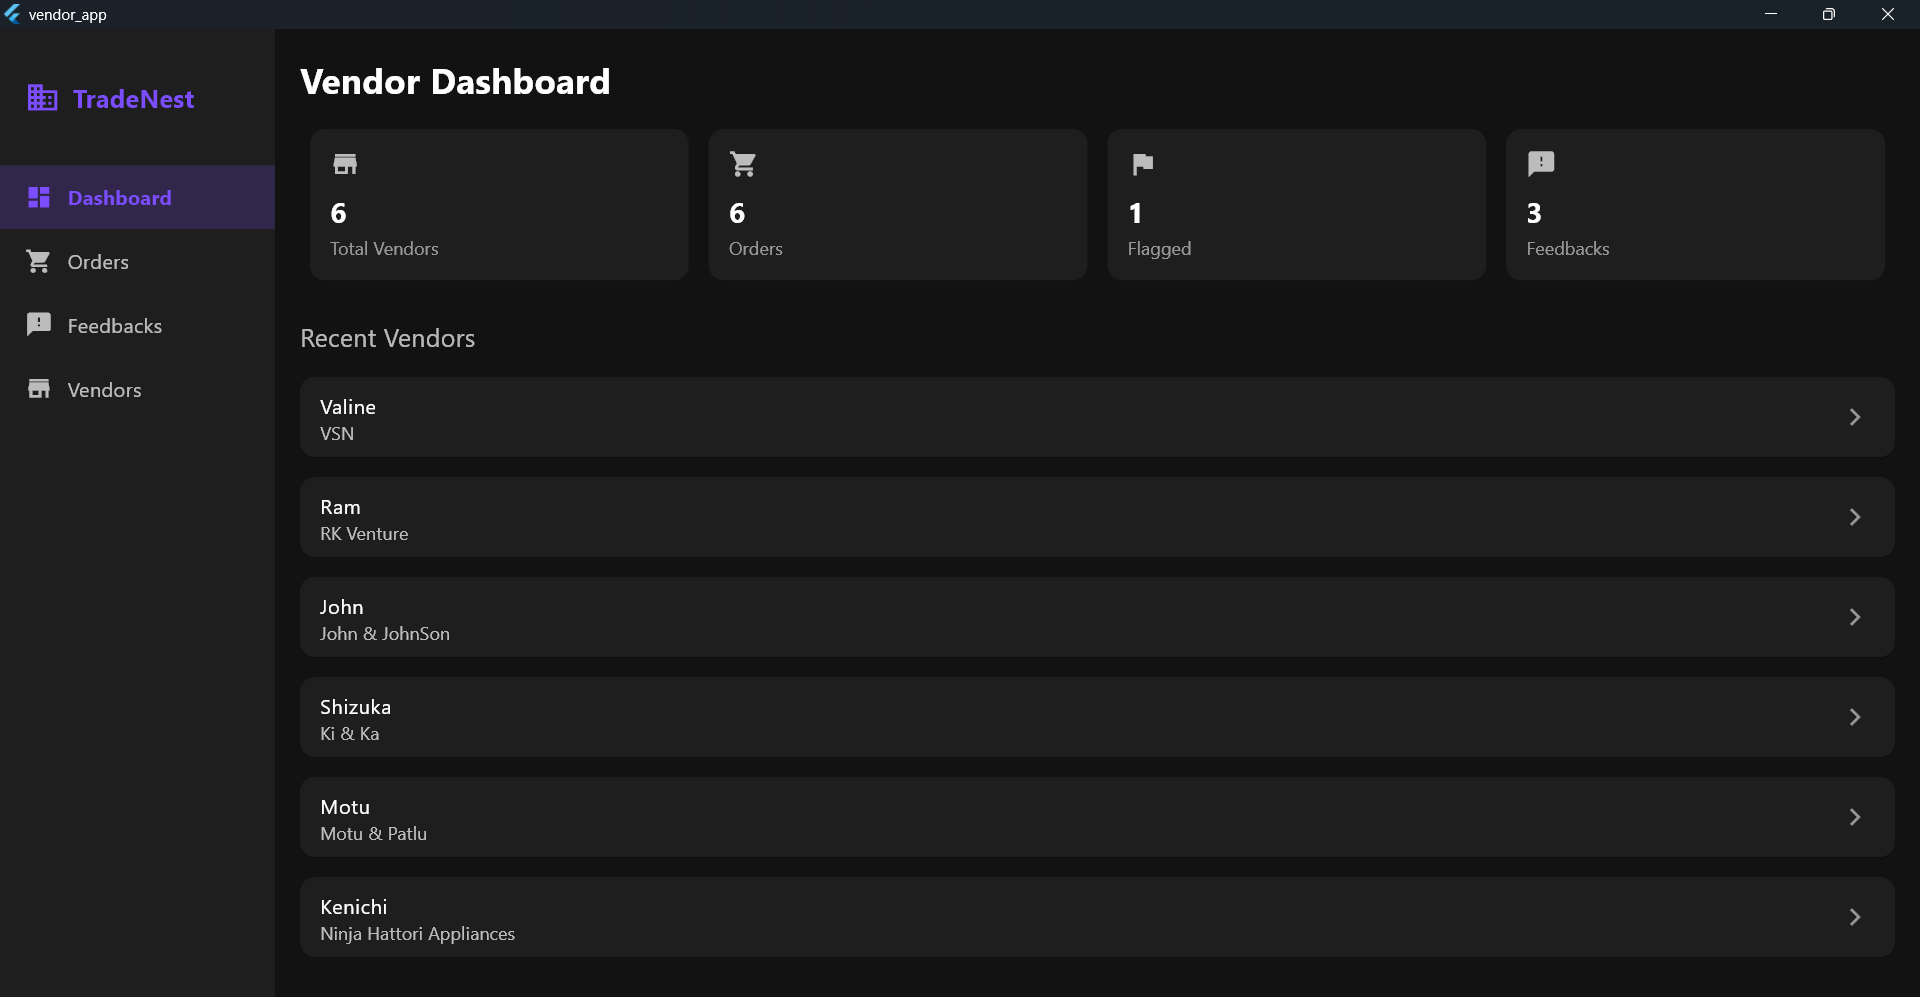 vendor_app
TradeNest
Dashboard
Orders
Feedbacks
Vendors
Vendor Dashboard
6
Total Vendors
6
Orders
1
Flagged
3
Feedbacks
Recent Vendors
Valine
VSN
Ram
RK Venture
John
John & JohnSon
Shizuka
Ki & Ka
Motu
Motu & Patlu
Kenichi
Ninja Hattori Appliances